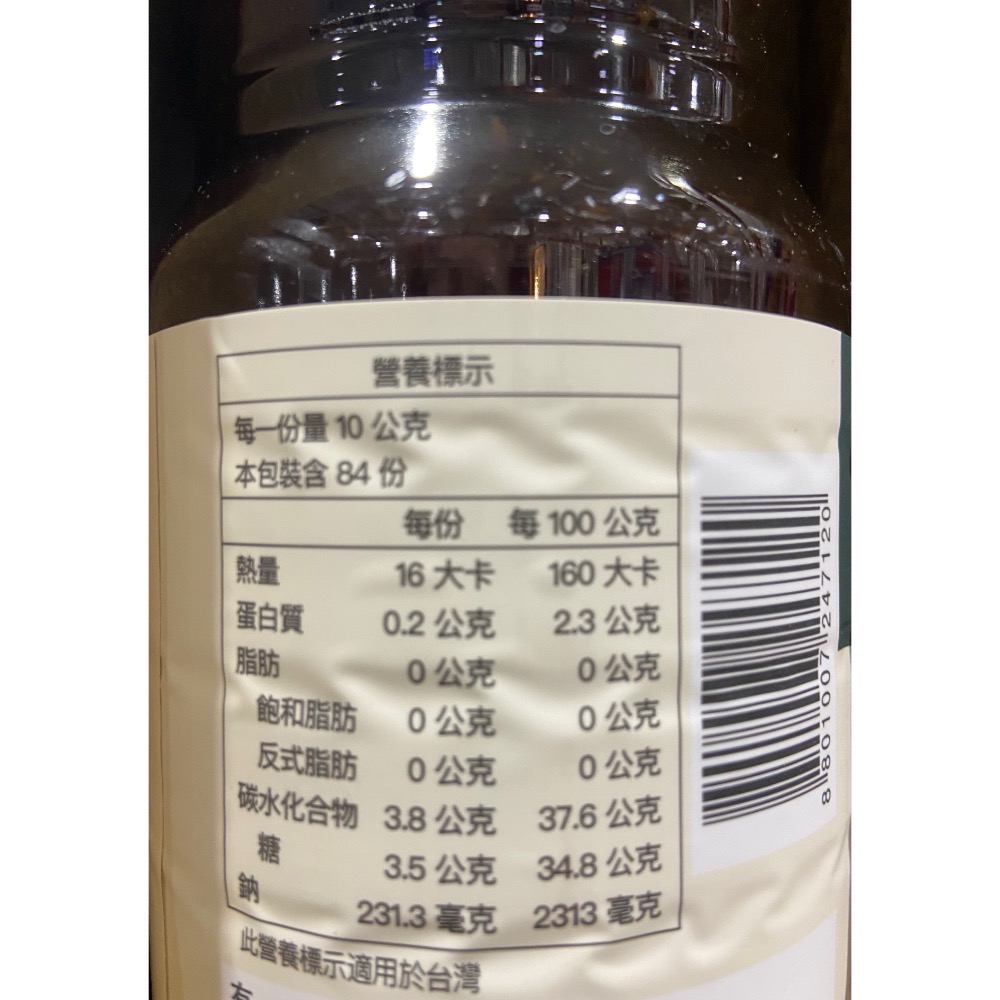 營養標示
每一份量 10 公克
本包裝含 84 份
每份 每 100 公克
熱量 16 大卡 160 大卡
蛋白質 0.2 公克 2.3 公克
脂肪 0 公克 0 公克
飽和脂肪 0 公克 0 公克
反式脂肪 0 公克 0 公克
碳水化合物 3.8 公克 37.6 公克
糖 3.5 公克 34.8 公克
鈉 231.3 毫克 2313 毫克
此營養標示適用於台灣
有
8 801007 247120